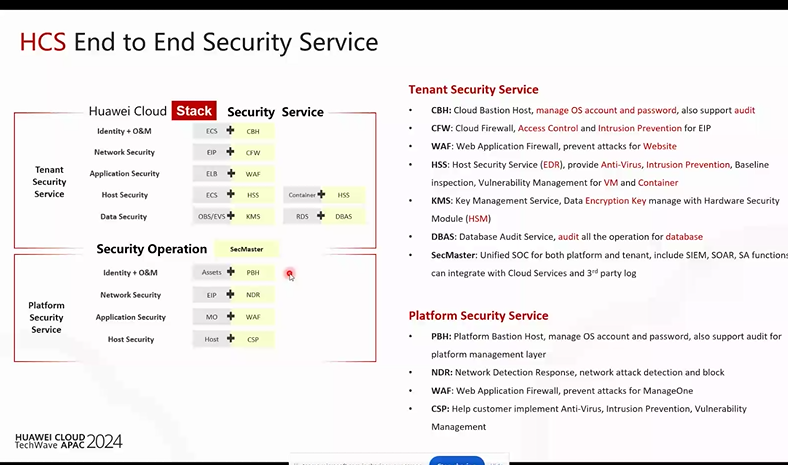 HCS End to End Security Service
Huawei Cloud Stack Security Service
Tenant Security Service
Identity + O&M ECS + CBH
Network Security EIP + CFW
Application Security ELB + WAF
Host Security ECS + HSS Container + HSS
Data Security OBS/EVS + KMS RDS + DBAS
Security Operation SecMaster
Platform Security Service
Identity + O&M Assets + PBH
Network Security EIP + NDR
Application Security MO + WAF
Host Security Host + CSP
Tenant Security Service
• CBH: Cloud Bastion Host, manage OS account and password, also support audit
• CFW: Cloud Firewall, Access Control and Intrusion Prevention for EIP
• WAF: Web Application Firewall, prevent attacks for Website
• HSS: Host Security Service (EDR), provide Anti-Virus, Intrusion Prevention, Baseline
inspection, Vulnerability Management for VM and Container
• KMS: Key Management Service, Data Encryption Key manage with Hardware Security
Module (HSM)
• DBAS: Database Audit Service, audit all the operation for database
• SecMaster: Unified SOC for both platform and tenant, include SIEM, SOAR, SA functions
can integrate with Cloud Services and 3rd party log
Platform Security Service
• PBH: Platform Bastion Host, manage OS account and password, also support audit for
platform management layer
• NDR: Network Detection Response, network attack detection and block
• WAF: Web Application Firewall, prevent attacks for ManageOne
• CSP: Help customer implement Anti-Virus, Intrusion Prevention, Vulnerability
Management
HUAWEI CLOUD
TechWave APAC 2024